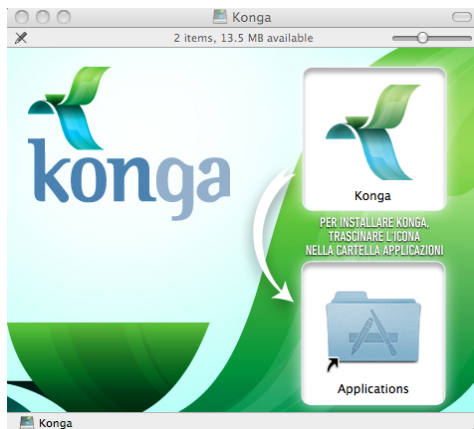 Konga
2 items, 13.5 MB available
konga
Konga
PER INSTALLARE KONGA,
TRASCINARE L'ICONA
NELLA CARTELLA APPLICAZIONI
Applications
Konga